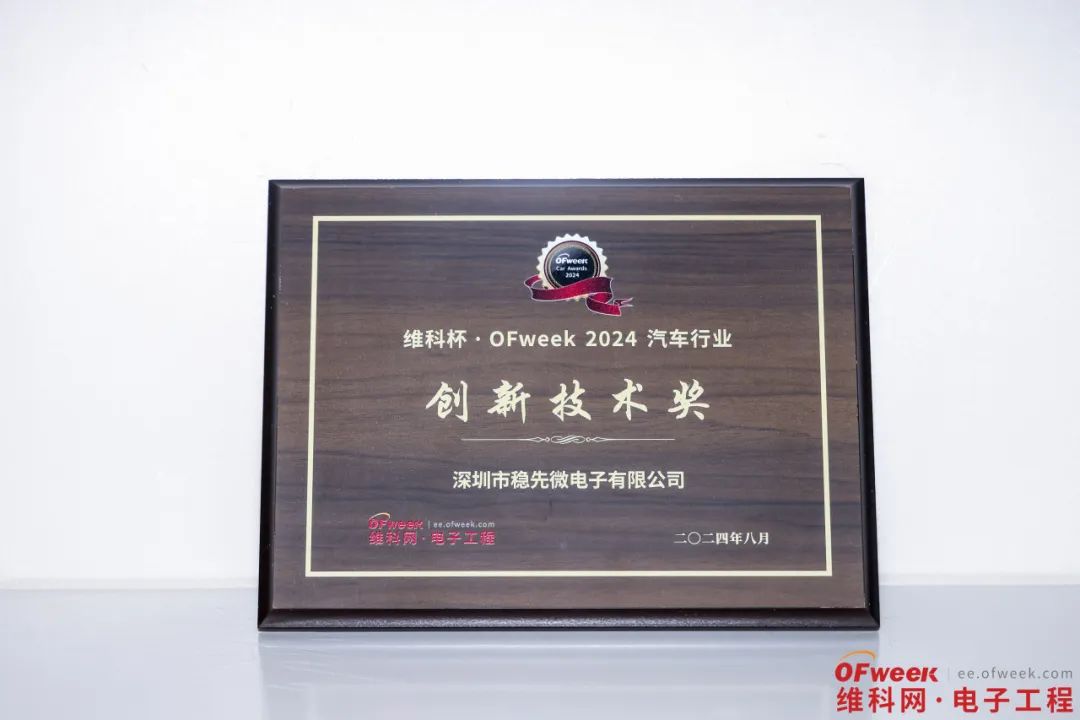 OFweek
Car Awards
2024
维科杯·OFweek 2024 汽车行业
创新技术奖
深圳市稳先微电子有限公司
OFweek | ee.ofweek.com
维科网·电子工程
二〇二四年八月
OFweek | ee.ofweek.com
维科网·电子工程